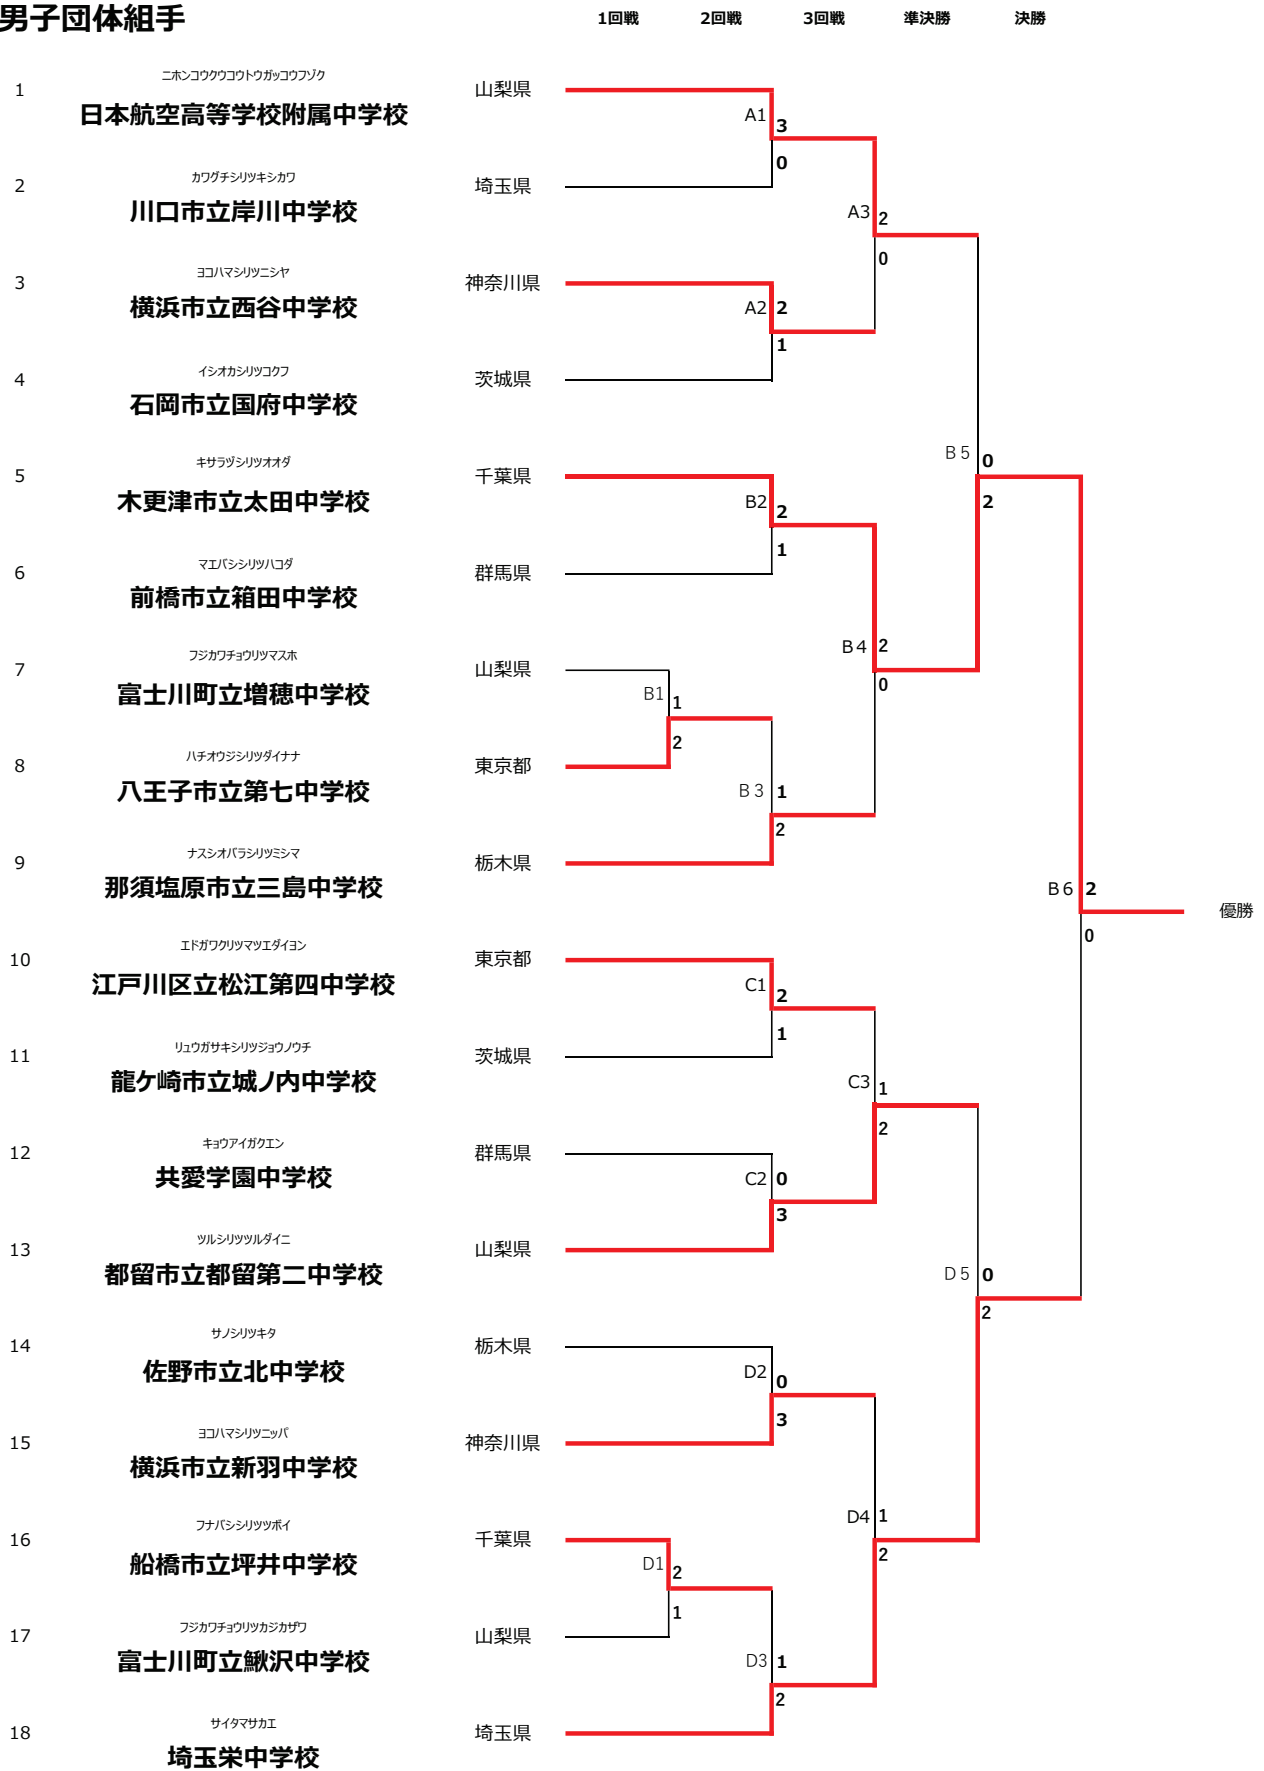 男子団体組手
1回戦 2回戦 3回戦 準決勝 決勝
ニホンコウクウコウトウガッコウフゾク
1 日本航空高等学校附属中学校 山梨県
A1 3
0
カワグチシリツキシカワ
2 川口市立岸川中学校 埼玉県
A3 2
0
ヨコハマシリツニシヤ
3 横浜市立西谷中学校 神奈川県
A2 2
1
イシオカシリツコクフ
4 石岡市立国府中学校 茨城県
B5 0
2
キサラヅシリツオオダ
5 木更津市立太田中学校 千葉県
B2 2
1
マエバシシリツハコダ
6 前橋市立箱田中学校 群馬県
B4 2
0
フジカワチョウリツマスホ
7 富士川町立増穂中学校 山梨県
B1 1
2
ハチオウジシリツダイナナ
8 八王子市立第七中学校 東京都
B3 1
2
ナスシオバラシリツミシマ
9 那須塩原市立三島中学校 栃木県
B6 2
0
優勝
エドガワクリツマツエダイヨン
10 江戸川区立松江第四中学校 東京都
C1 2
1
リュウガサキシリツジョウノウチ
11 龍ケ崎市立城ノ内中学校 茨城県
C3 1
2
キョウアイガクエン
12 共愛学園中学校 群馬県
C2 0
3
ツルシリツツルダイニ
13 都留市立都留第二中学校 山梨県
D5 0
2
サノシリツキタ
14 佐野市立北中学校 栃木県
D2 0
3
ヨコハマシリツニッパ
15 横浜市立新羽中学校 神奈川県
D4 1
2
フナバシシリツツボイ
16 船橋市立坪井中学校 千葉県
D1 2
1
フジカワチョウリツカジカザワ
17 富士川町立鰍沢中学校 山梨県
D3 1
2
サイタマサカエ
18 埼玉栄中学校 埼玉県